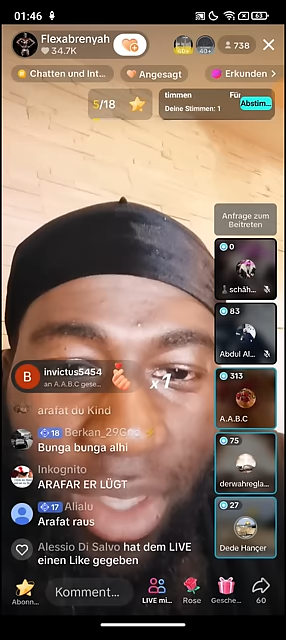 01:46
63
Flexabrenyah
34.7K
40+
40+
738
Chatten und Int...
Angesagt
Erkunden >
5/18
timmen
Für
Deine Stimmen: 1
Abstim...
Anfrage zum
Beitreten
0
schäh...
83
Abdul Al...
B
invictus5454
an A.A.B.C gese...
x1
313
A.A.B.C
arafat du Kind
18
Bunga bunga alhi
75
derwahregla...
Inkognito
ARAFAR ER LÜGT
17 Alialu
Arafat raus
27
Dede Hançer
Alessio Di Salvo hat dem LIVE
einen Like gegeben
Abonn...
Komment...
LIVE mi...
Rose
Gesche...
60